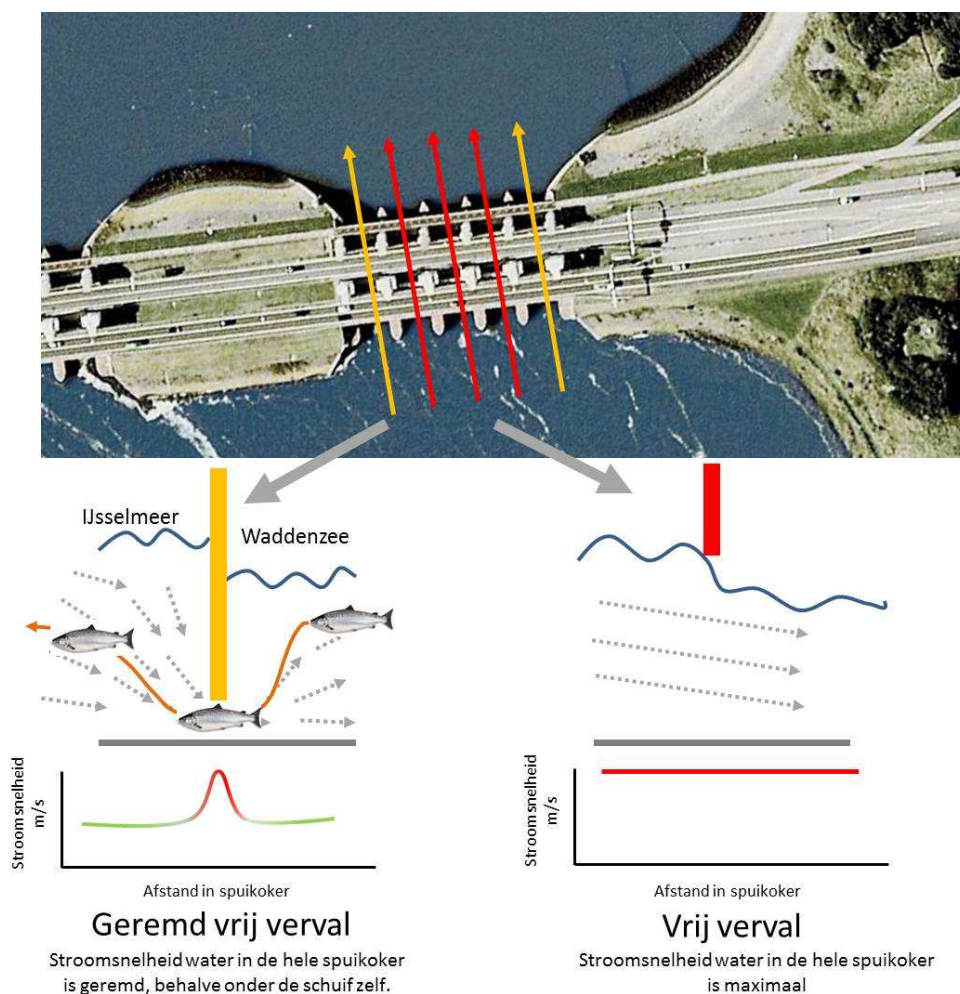 IJsselmeer
Waddenzee
Stroomsnelheid
m/s
Afstand in spuikoker
Geremd vrij verval
Stroomsnelheid water in de hele spuikoker
is geremd, behalve onder de schuif zelf.
Stroomsnelheid
m/s
Afstand in spuikoker
Vrij verval
Stroomsnelheid water in de hele spuikoker
is maximaal